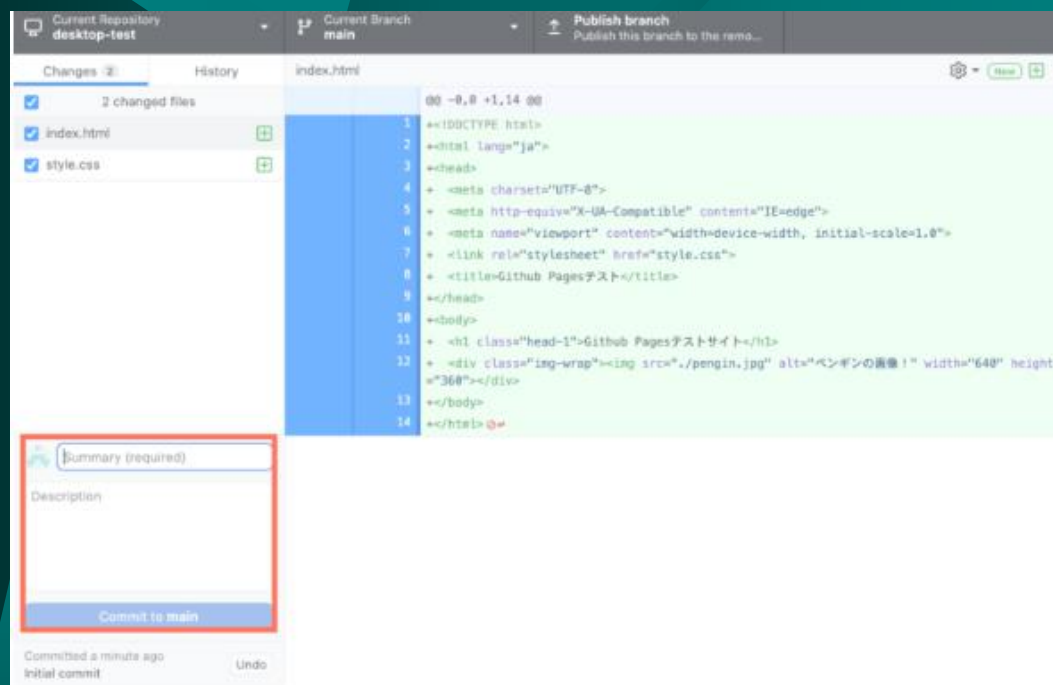 Current Repository
desktop-test
Current Branch
main
Publish branch
Publish this branch to the remo...
Changes 2
History
index.html
New
2 changed files
index.html
style.css
@@ -0,0 +1,14 @@
1 +<!DOCTYPE html>
2 +<html lang="ja">
3 +<head>
4 + <meta charset="UTF-8">
5 + <meta http-equiv="X-UA-Compatible" content="IE=edge">
6 + <meta name="viewport" content="width=device-width, initial-scale=1.0">
7 + <link rel="stylesheet" href="style.css">
8 + <title>Github Pagesテスト</title>
9 +</head>
10 +<body>
11 + <h1 class="head-1">Github Pagesテストサイト</h1>
12 + <div class="img-wrap"><img src="./pengin.jpg" alt="ペンギンの画像！" width="640" height
="360"></div>
13 +</body>
14 +</html>
Summary (required)
Description
Commit to main
Committed a minute ago
Initial commit
Undo